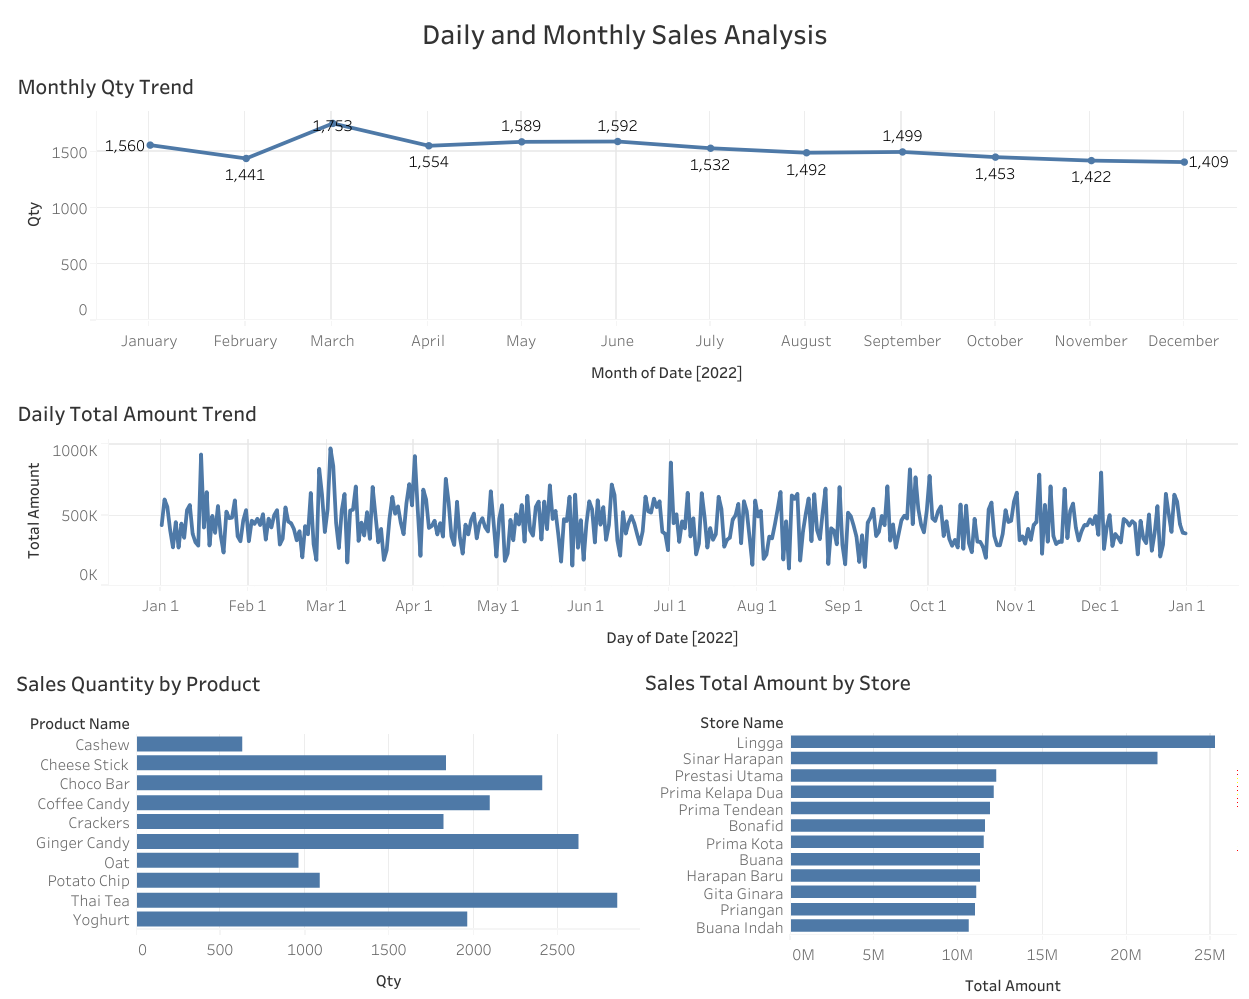 Daily and Monthly Sales Analysis
Monthly Qty Trend
Qty
1500
1000
500
0
1,560
1,441
1,753
1,554
1,589
1,592
1,532
1,492
1,499
1,453
1,422
1,409
January February March April May June July August September October November December
Month of Date [2022]
Daily Total Amount Trend
Total Amount
1000K
500K
0K
Jan 1 Feb 1 Mar 1 Apr 1 May 1 Jun 1 Jul 1 Aug 1 Sep 1 Oct 1 Nov 1 Dec 1 Jan 1
Day of Date [2022]
Sales Quantity by Product
Product Name
Cashew
Cheese Stick
Choco Bar
Coffee Candy
Crackers
Ginger Candy
Oat
Potato Chip
Thai Tea
Yoghurt
0 500 1000 1500 2000 2500
Qty
Sales Total Amount by Store
Store Name
Lingga
Sinar Harapan
Prestasi Utama
Prima Kelapa Dua
Prima Tendean
Bonafid
Prima Kota
Buana
Harapan Baru
Gita Ginara
Priangan
Buana Indah
0M 5M 10M 15M 20M 25M
Total Amount